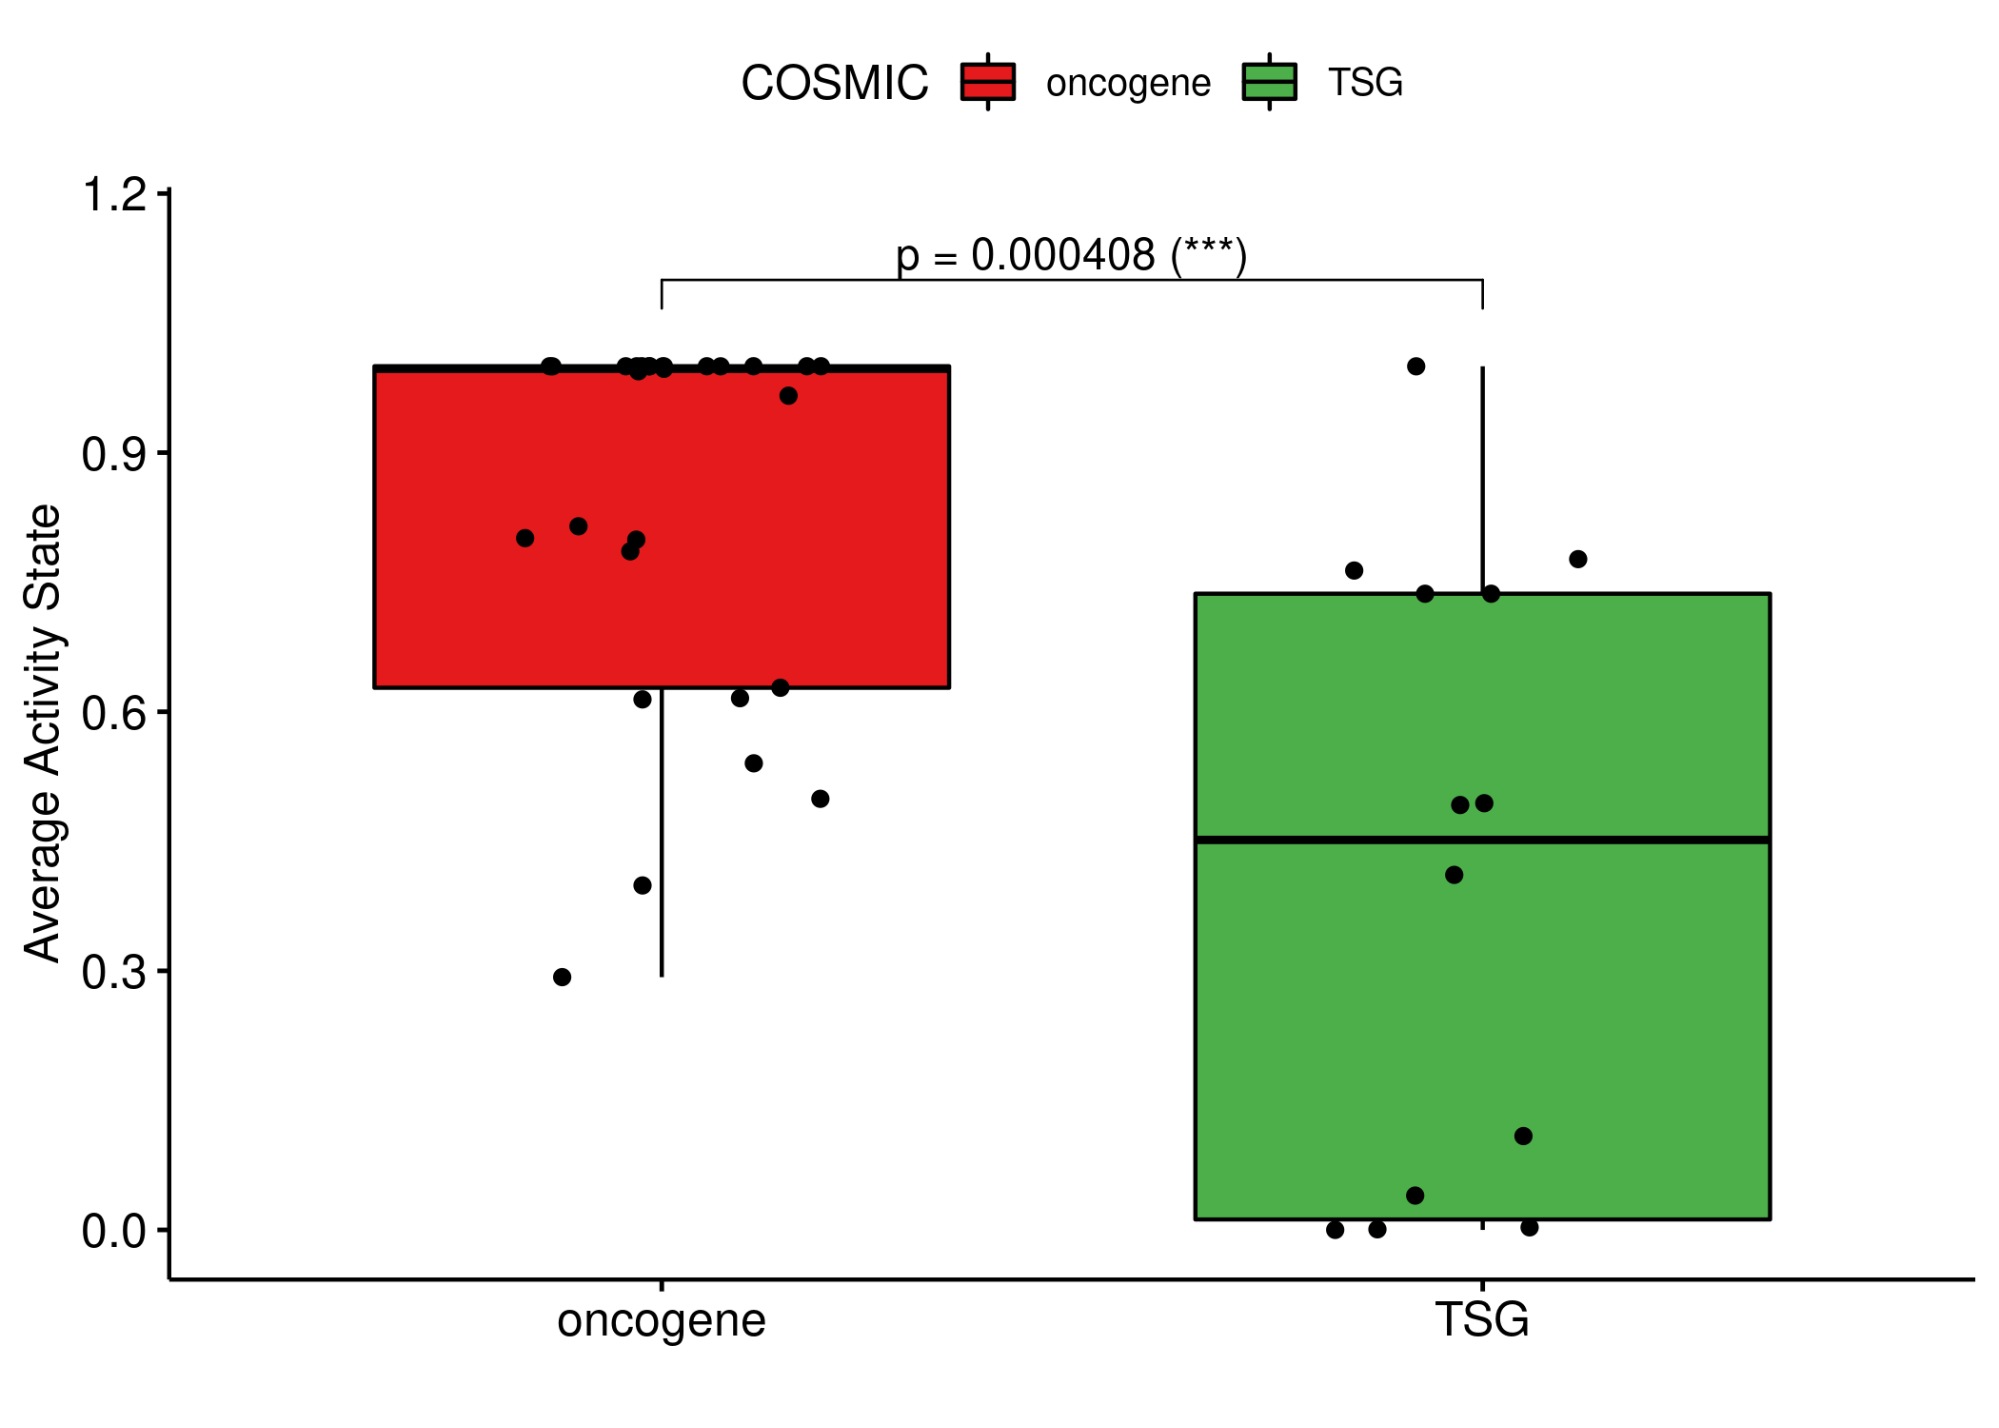 COSMIC oncogene TSG
1.2
p = 0.000408 (***)
0.9
0.6
0.3
0.0
Average Activity State
oncogene TSG